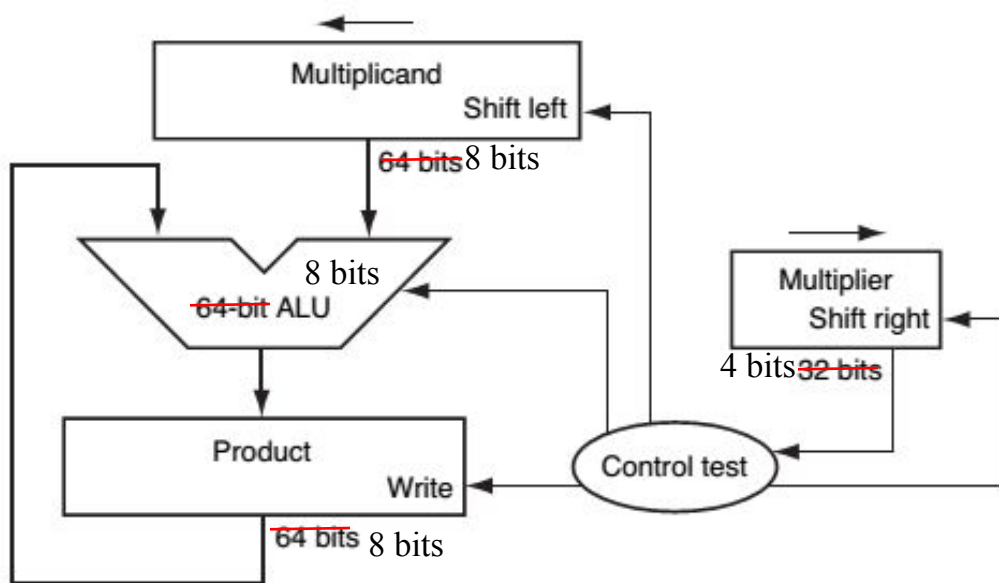 Multiplicand
Shift left
64 bits 8 bits
8 bits
64-bit ALU
Multiplier
Shift right
4 bits 32 bits
Product
Write
Control test
64 bits 8 bits